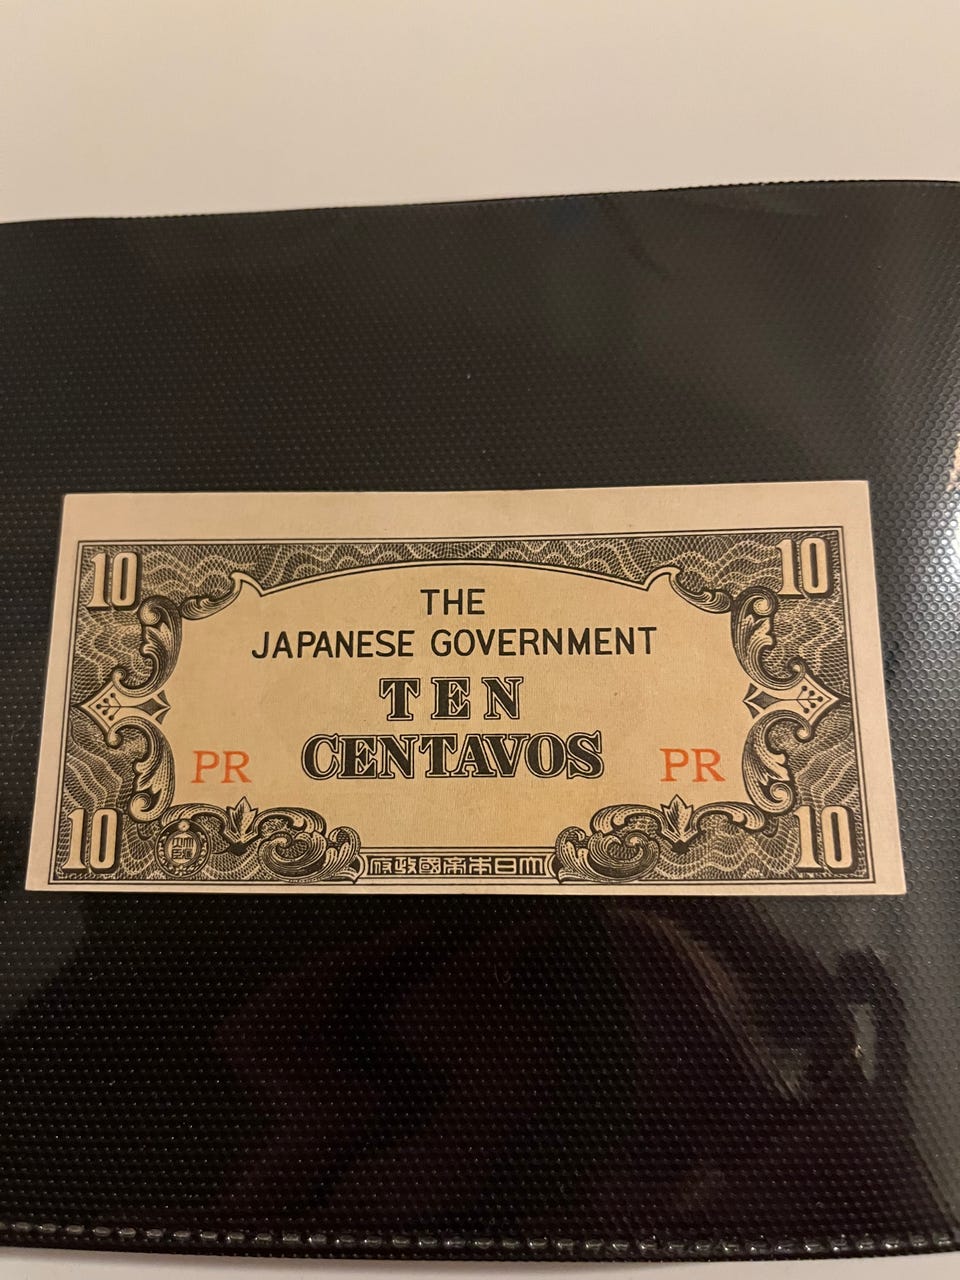 10 10
THE
JAPANESE GOVERNMENT
TEN
CENTAVOS
PR PR
10 10
府政國帝本日大